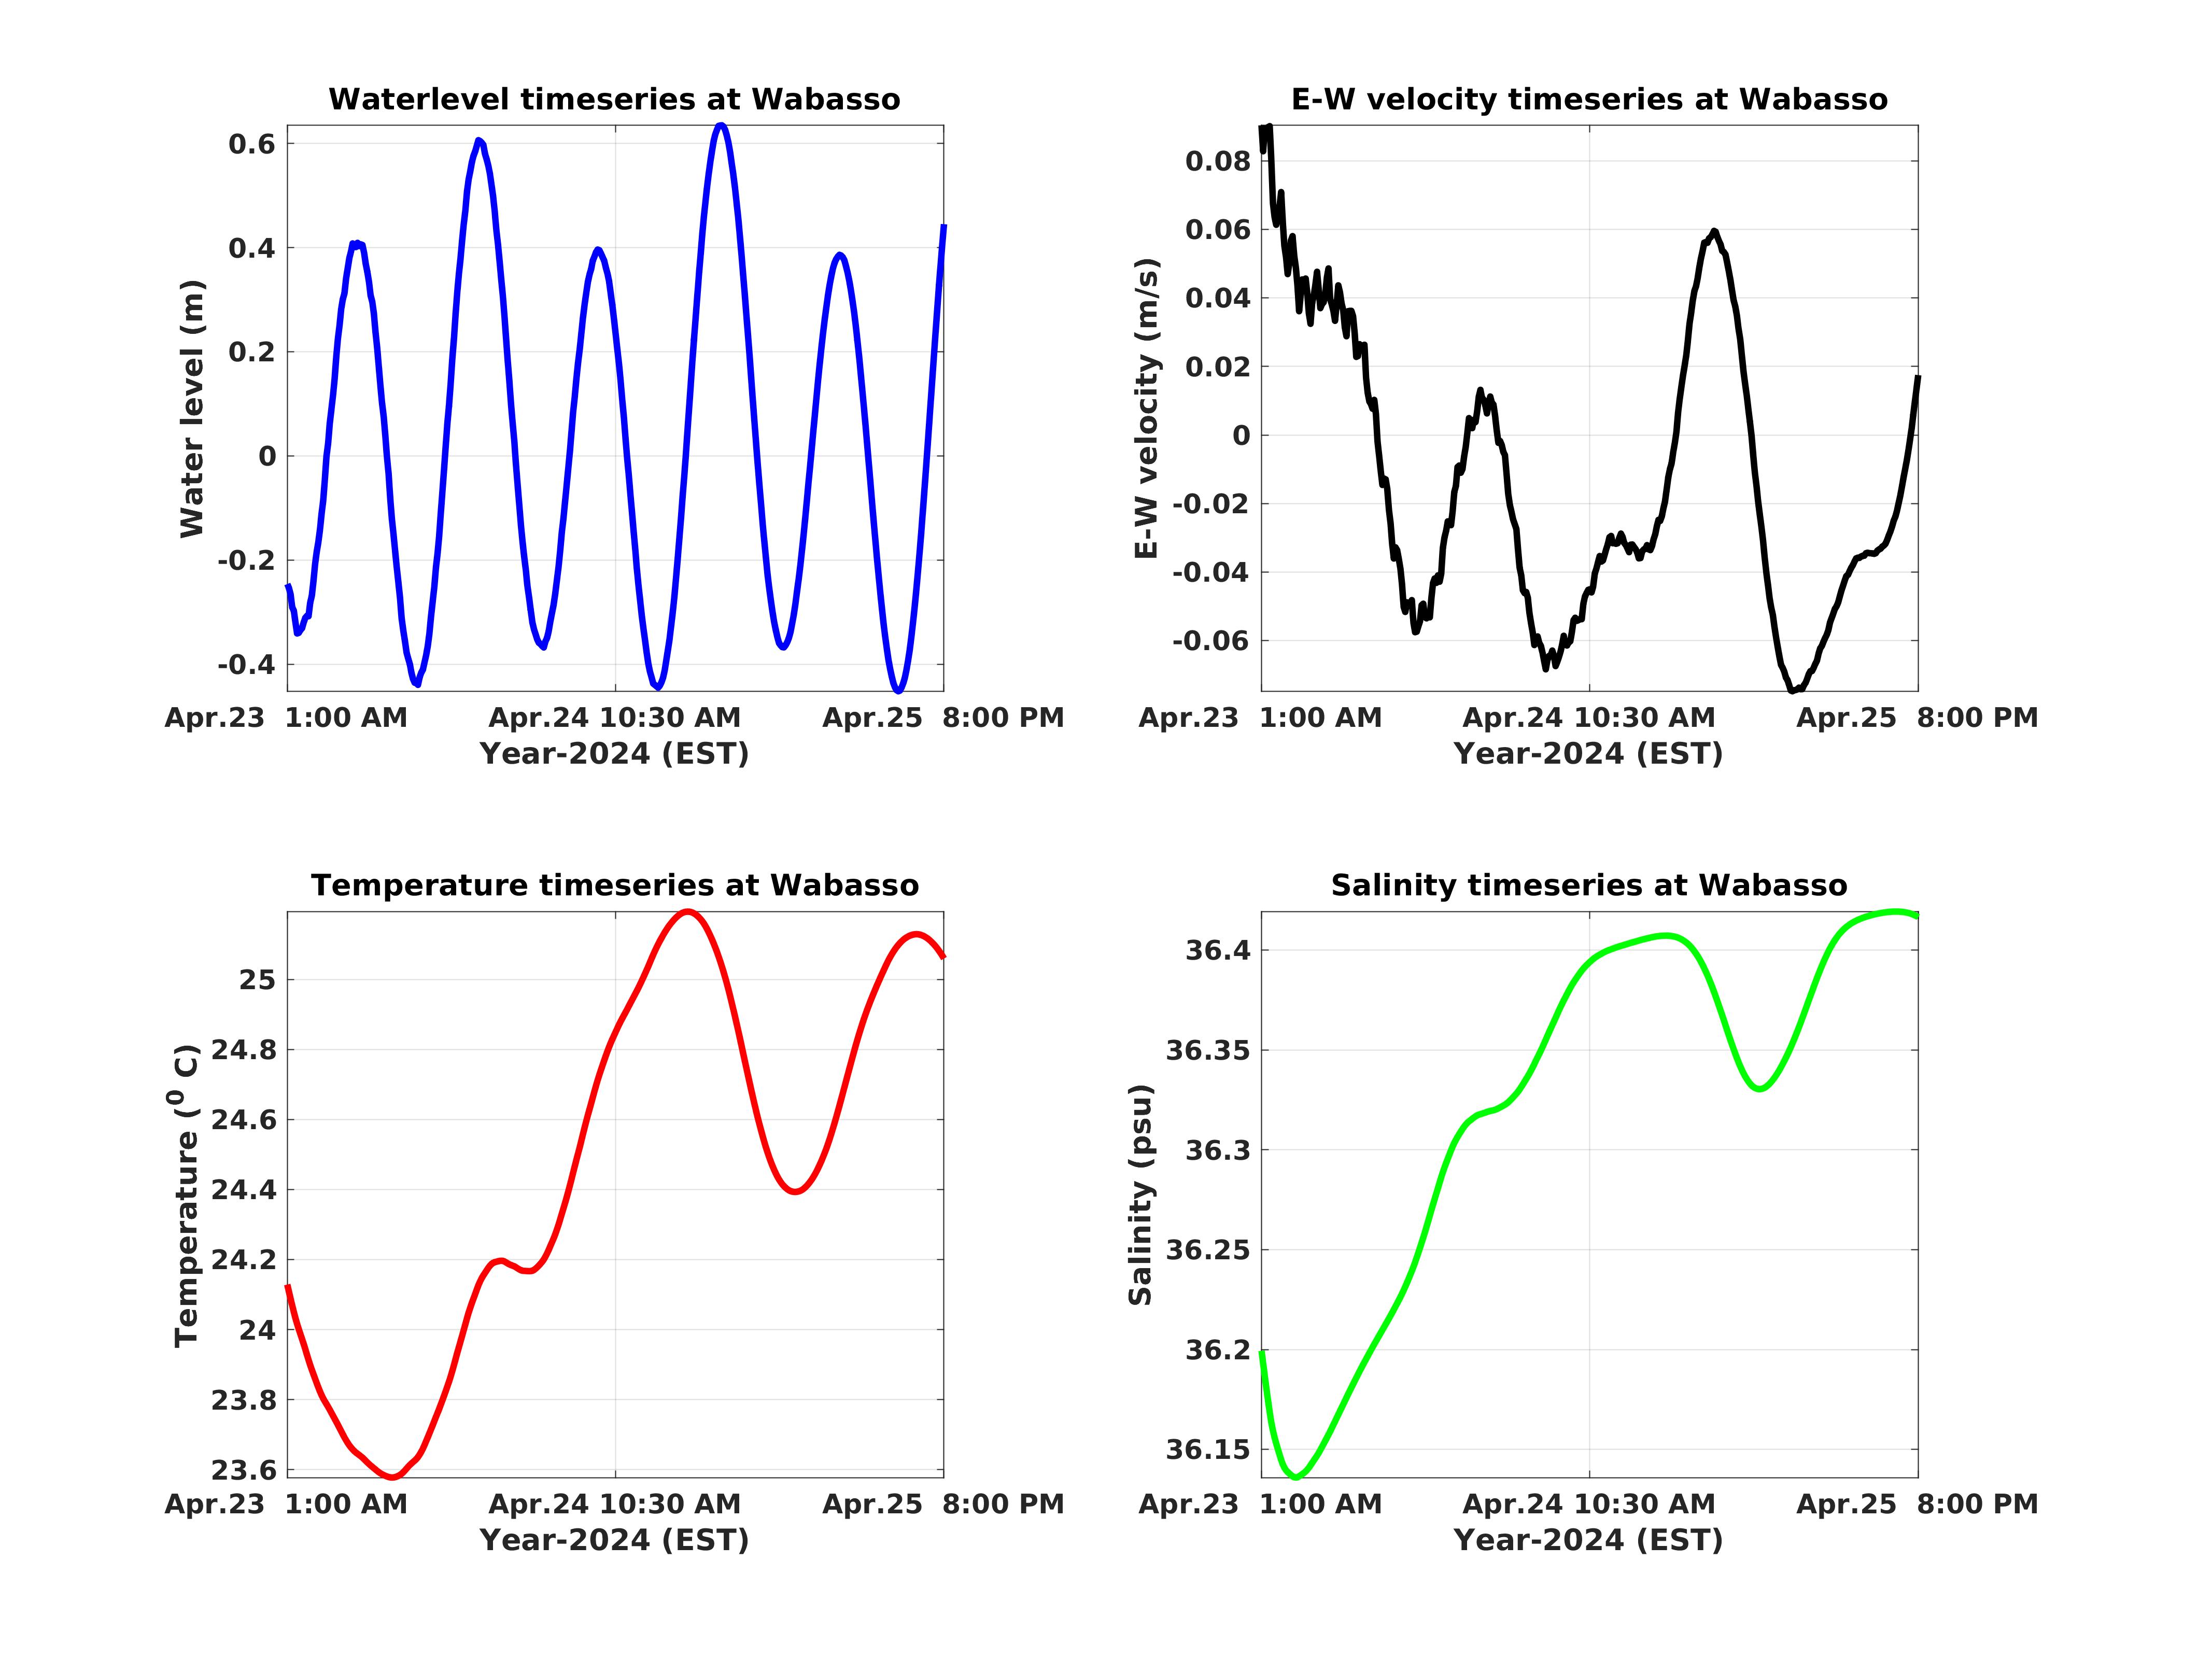 Waterlevel timeseries at Wabasso
0.6
0.4
0.2
0
-0.2
-0.4
Water level (m)
Apr.23 1:00 AM Apr.24 10:30 AM Apr.25 8:00 PM
Year-2024 (EST)
E-W velocity timeseries at Wabasso
0.08
0.06
0.04
0.02
0
-0.02
-0.04
-0.06
E-W velocity (m/s)
Apr.23 1:00 AM Apr.24 10:30 AM Apr.25 8:00 PM
Year-2024 (EST)
Temperature timeseries at Wabasso
25
24.8
24.6
24.4
24.2
24
23.8
23.6
Temperature (⁰ C)
Apr.23 1:00 AM Apr.24 10:30 AM Apr.25 8:00 PM
Year-2024 (EST)
Salinity timeseries at Wabasso
36.4
36.35
36.3
36.25
36.2
36.15
Salinity (psu)
Apr.23 1:00 AM Apr.24 10:30 AM Apr.25 8:00 PM
Year-2024 (EST)